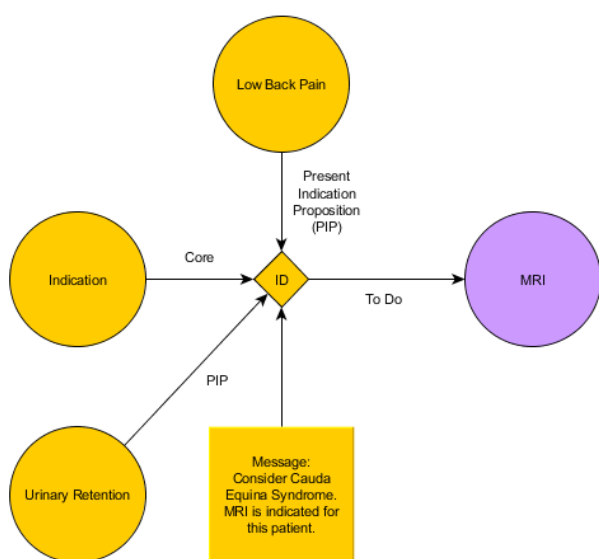 Low Back Pain
Present
Indication
Proposition
(PIP)
Core
Indication
ID
To Do
MRI
PIP
Urinary Retention
Message:
Consider Cauda
Equina Syndrome.
MRI is indicated for
this patient.